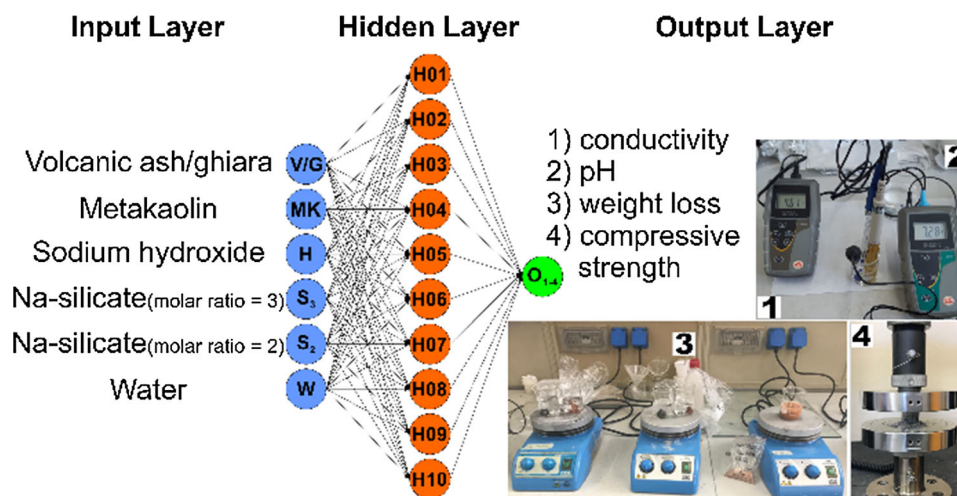 Input Layer
Hidden Layer
Output Layer
H01
H02
Volcanic ash/ghiara
V/G
H03
Metakaolin
MK
H04
Sodium hydroxide
H
H05
Na-silicate(molar ratio = 3)
S3
H06
Na-silicate(molar ratio = 2)
S2
H07
Water
W
H08
H09
H10
O1-4
1) conductivity
2) pH
3) weight loss
4) compressive
strength
2
1
3
4